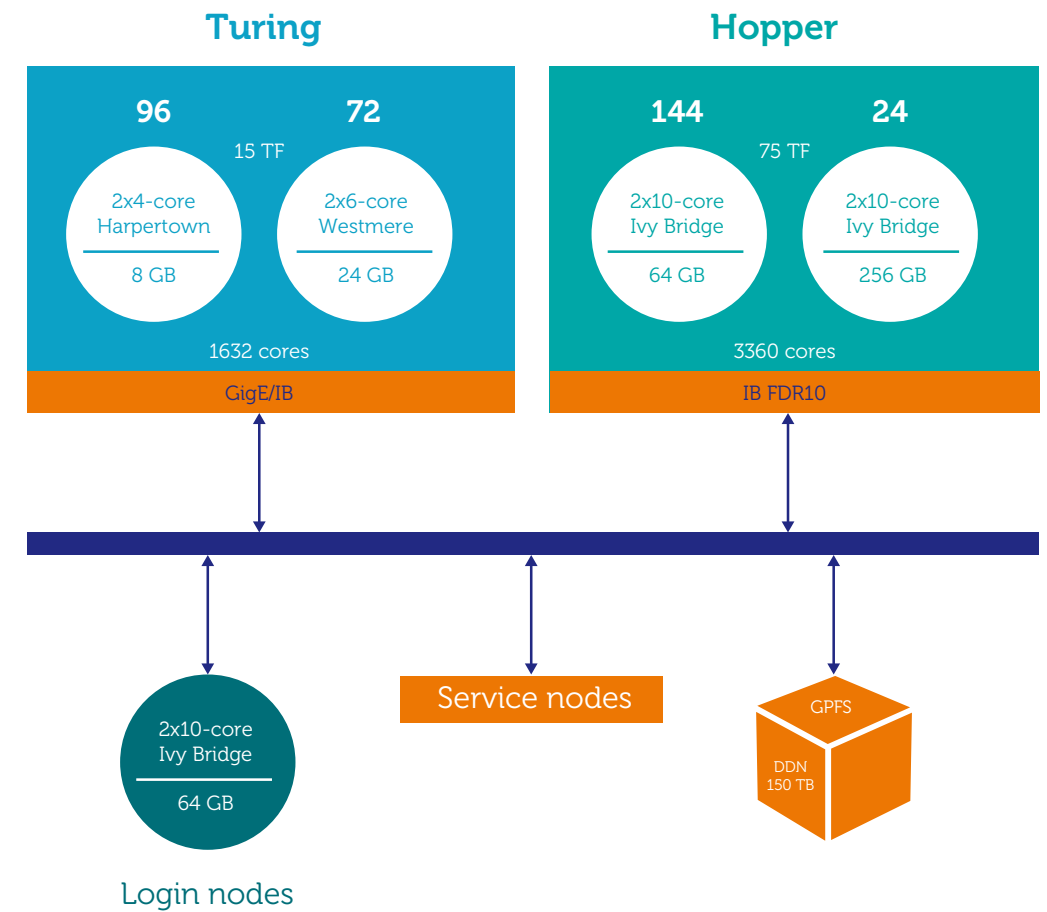 Turing
Hopper
96
72
15 TF
2x4-core
Harpertown
8 GB
2x6-core
Westmere
24 GB
1632 cores
GigE/IB
144
24
75 TF
2x10-core
Ivy Bridge
64 GB
2x10-core
Ivy Bridge
256 GB
3360 cores
IB FDR10
2x10-core
Ivy Bridge
64 GB
Login nodes
Service nodes
GPFS
DDN
150 TB